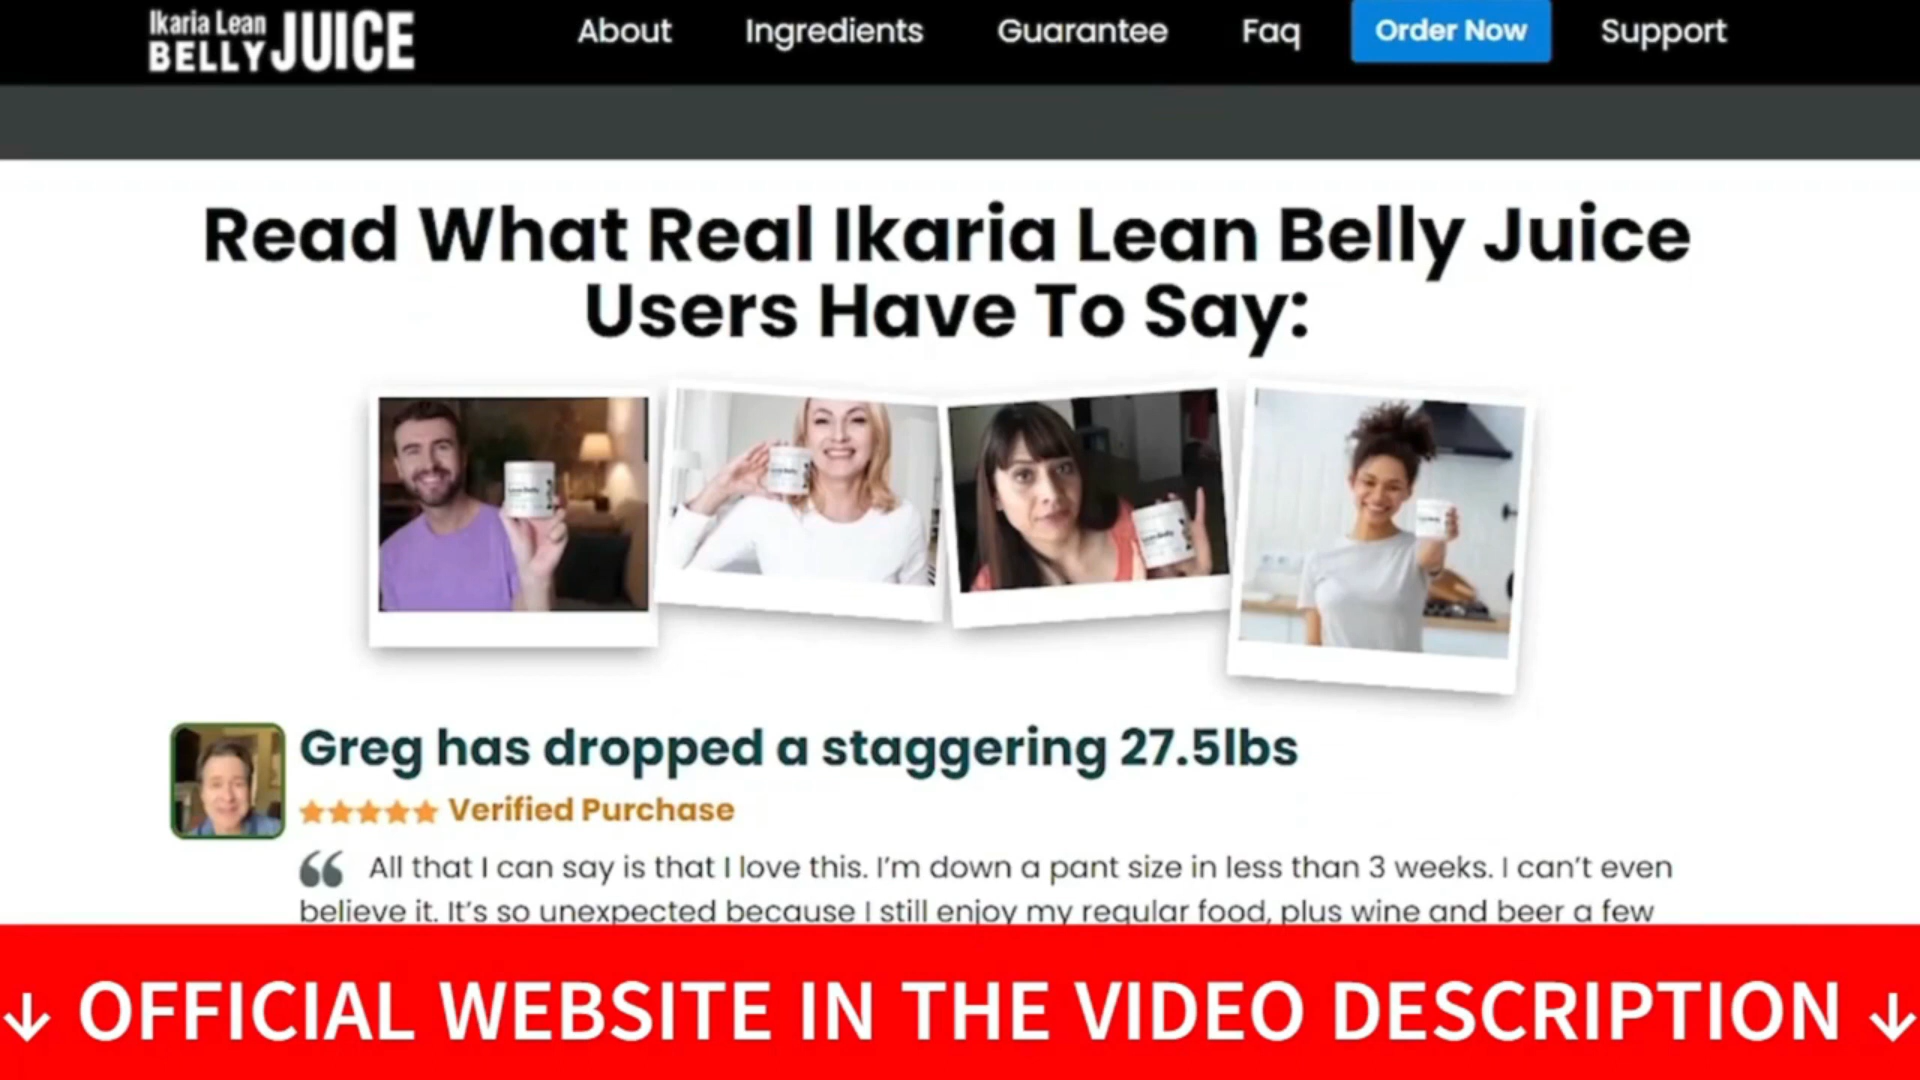 Ikaria Lean
BELLY JUICE
About Ingredients Guarantee Faq Order Now Support
Read What Real Ikaria Lean Belly Juice
Users Have To Say:
Greg has dropped a staggering 27.5lbs
Verified Purchase
“ All that I can say is that I love this. I’m down a pant size in less than 3 weeks. I can’t even
believe it. It’s so unexpected because I still enjoy my regular food, plus wine and beer a few
↓ OFFICIAL WEBSITE IN THE VIDEO DESCRIPTION ↓